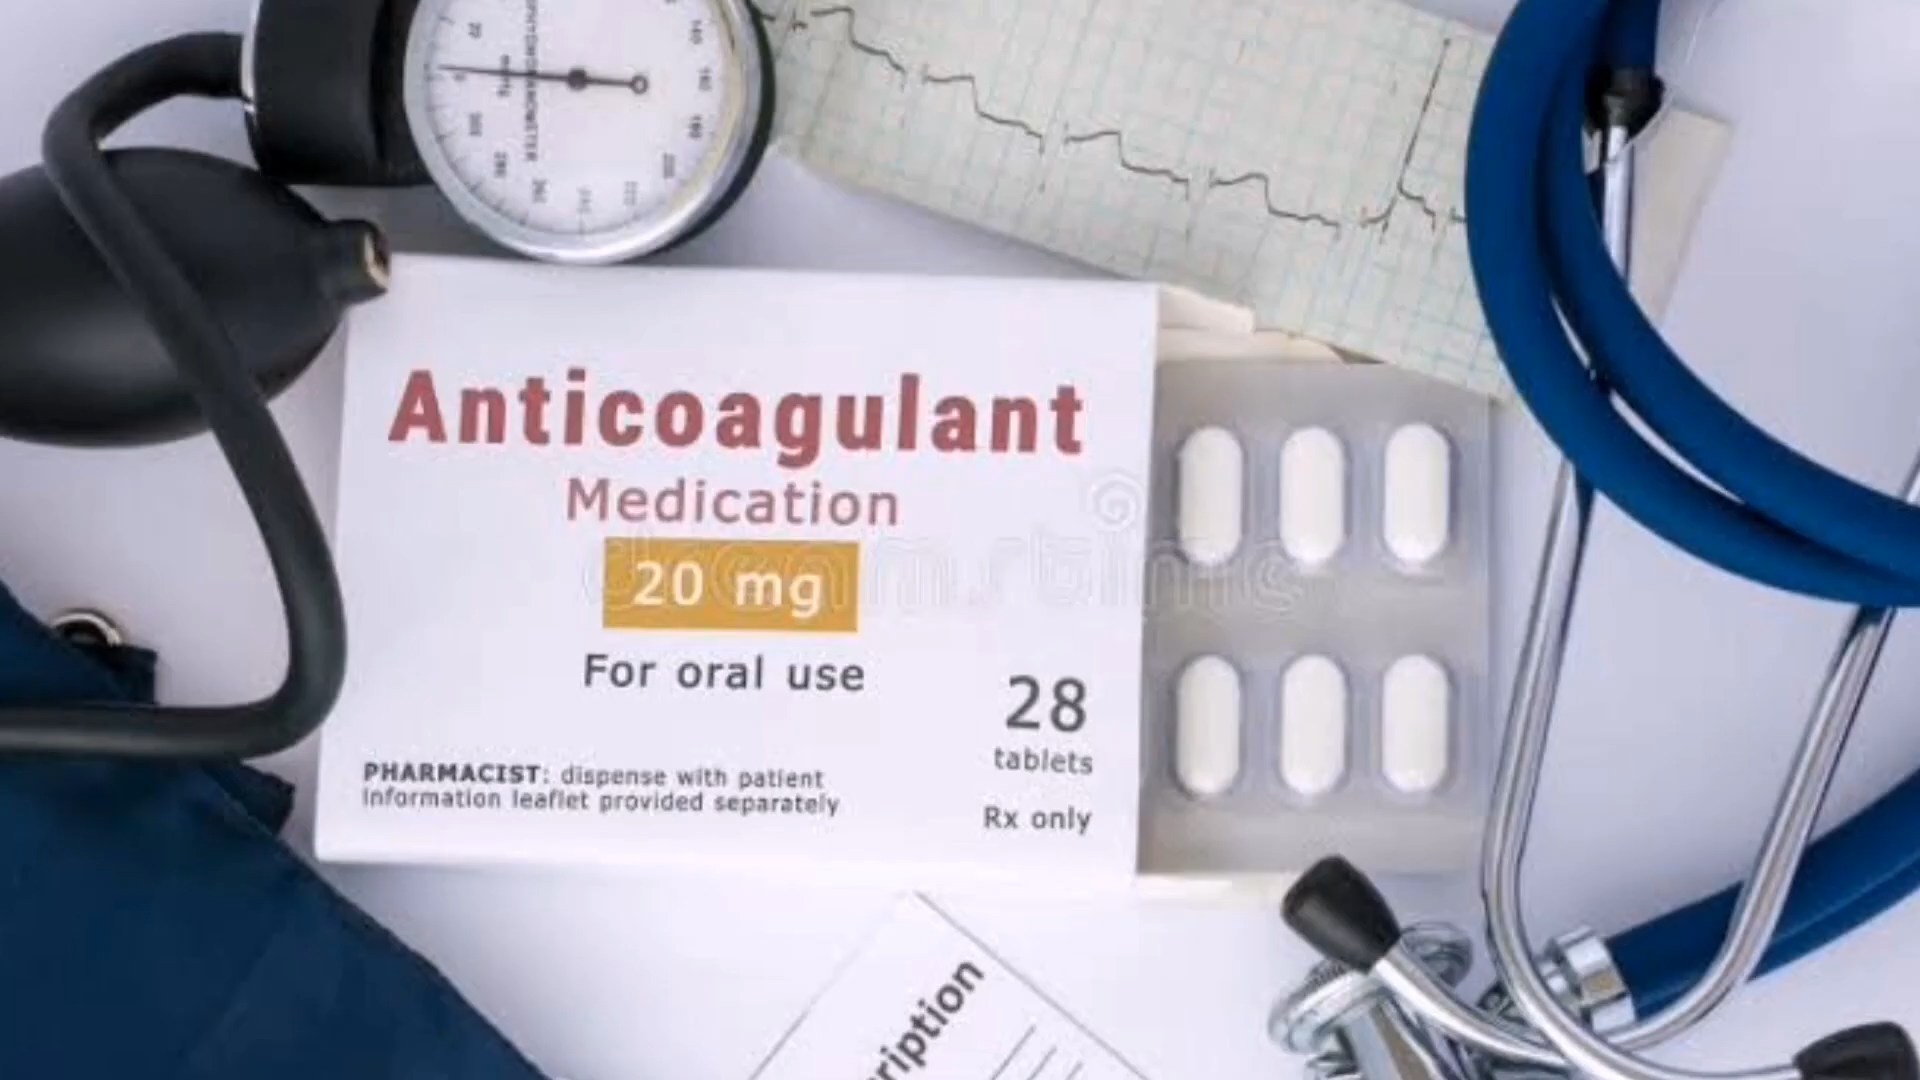 Anticoagulant
Medication
20 mg
For oral use
28
tablets
PHARMACIST: dispense with patient
information leaflet provided separately
Rx only
ription
dreamstime